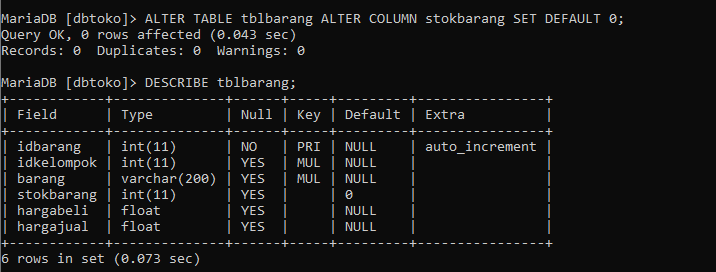 MariaDB [dbtoko]> ALTER TABLE tblbarang ALTER COLUMN stokbarang SET DEFAULT 0;
Query OK, 0 rows affected (0.043 sec)
Records: 0  Duplicates: 0  Warnings: 0

MariaDB [dbtoko]> DESCRIBE tblbarang;
+------------+--------------+------+-----+---------+----------------+
| Field      | Type         | Null | Key | Default | Extra          |
+------------+--------------+------+-----+---------+----------------+
| idbarang   | int(11)      | NO   | PRI | NULL    | auto_increment |
| idkelompok | int(11)      | YES  | MUL | NULL    |                |
| barang     | varchar(200) | YES  | MUL | NULL    |                |
| stokbarang | int(11)      | YES  |     | 0       |                |
| hargabeli  | float        | YES  |     | NULL    |                |
| hargajual  | float        | YES  |     | NULL    |                |
+------------+--------------+------+-----+---------+----------------+
6 rows in set (0.073 sec)